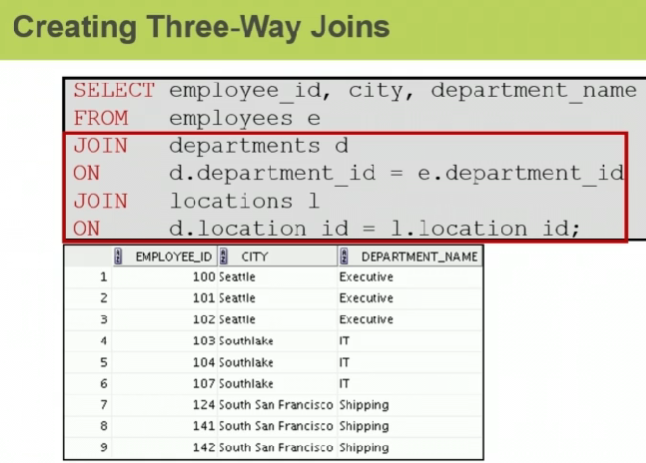 Creating Three-Way Joins
SELECT employee_id, city, department_name
FROM employees e
JOIN departments d
ON d.department_id = e.department_id
JOIN locations l
ON d.location_id = l.location_id;
EMPLOYEE_ID CITY DEPARTMENT_NAME
1 100 Seattle Executive
2 101 Seattle Executive
3 102 Seattle Executive
4 103 Southlake IT
5 104 Southlake IT
6 107 Southlake IT
7 124 South San Francisco Shipping
8 141 South San Francisco Shipping
9 142 South San Francisco Shipping